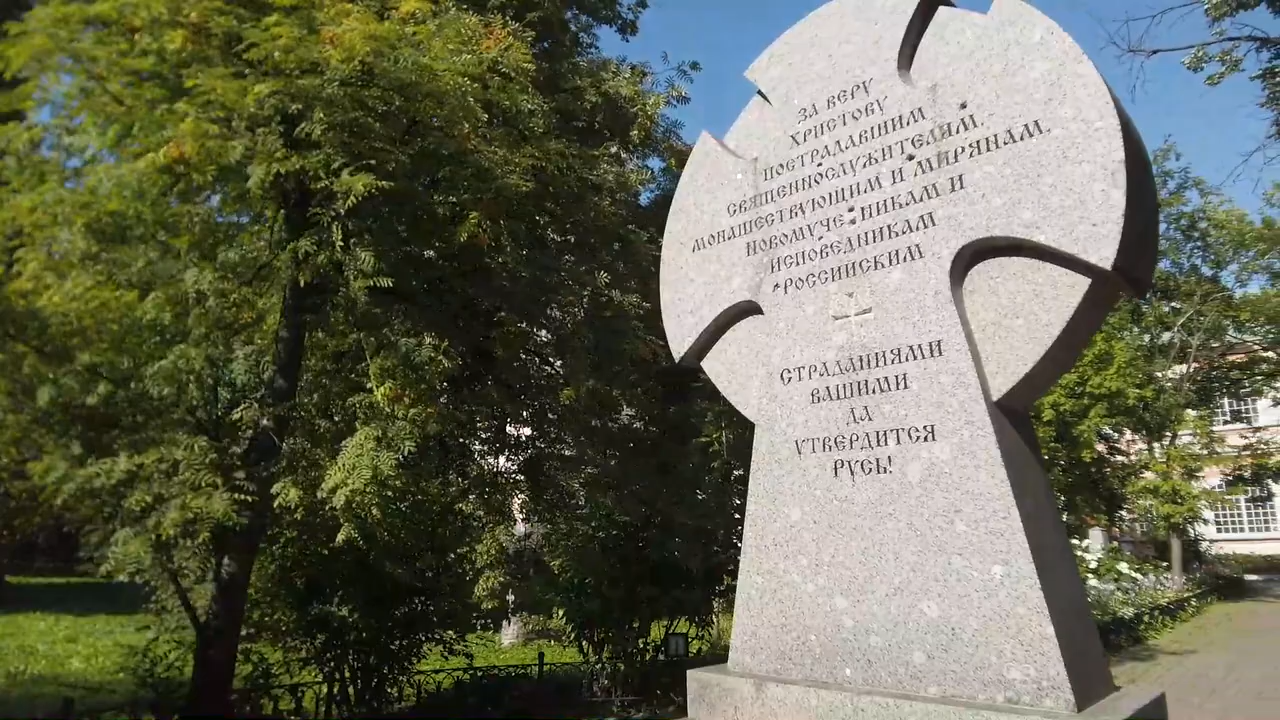 ЗА ВЕРУ
ХРИСТОВУ
ПОСТРАДАВШИМ
СВЯЩЕННОСЛУЖИТЕЛЯМ,
МОНАШЕСТВУЮЩИМ И МИРЯНАМ,
НОВОМУЧЕНИКАМ И
ИСПОВЕДНИКАМ
РОССИЙСКИМ
СТРАДАНИЯМИ
ВАШИМИ
ДА
УТВЕРДИТСЯ
РУСЬ!